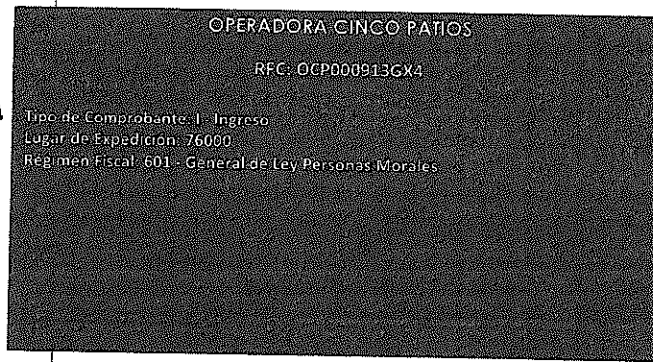 OPERADORA CINCO PATIOS
RFC: OCP000913GX4
Tipo de Comprobante: I - Ingreso
Lugar de Expedición: 76000
Régimen Fiscal: 601 - General de Ley Personas Morales